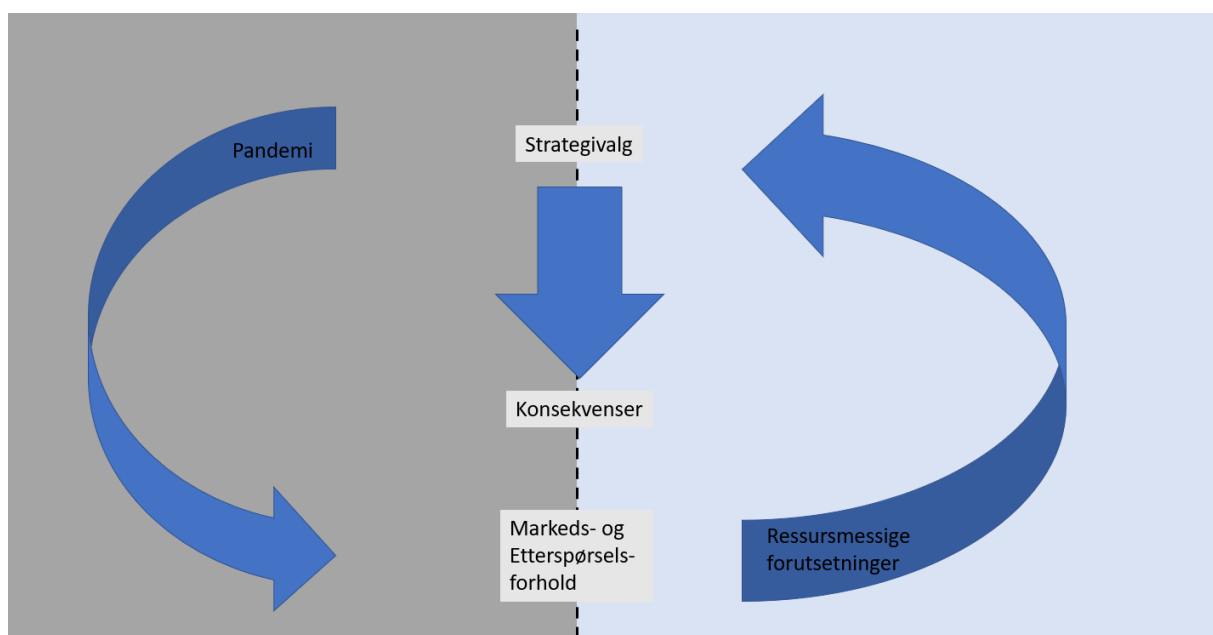 Pandemi
Strategivalg
Konsekvenser
Markeds- og
Etterspørsels-
forhold
Ressursmessige
forutsetninger